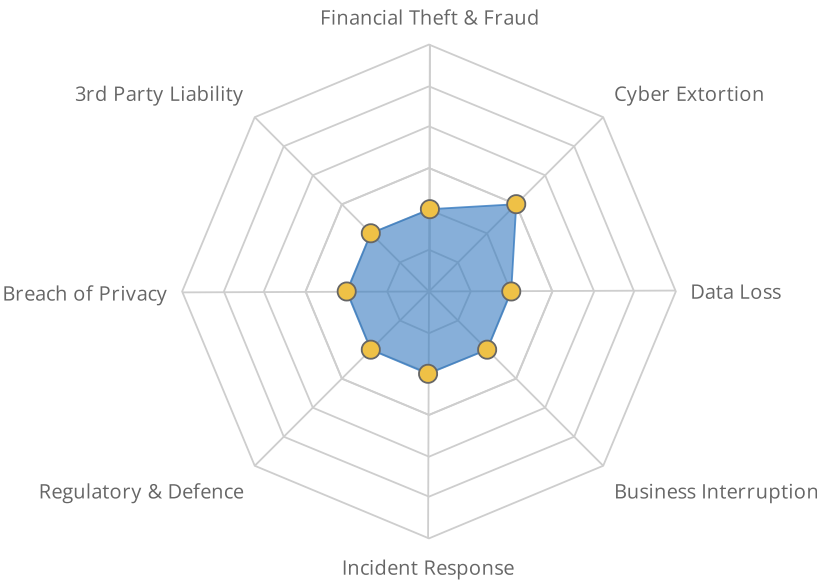 Financial Theft & Fraud
3rd Party Liability
Cyber Extortion
Breach of Privacy
Data Loss
Regulatory & Defence
Business Interruption
Incident Response